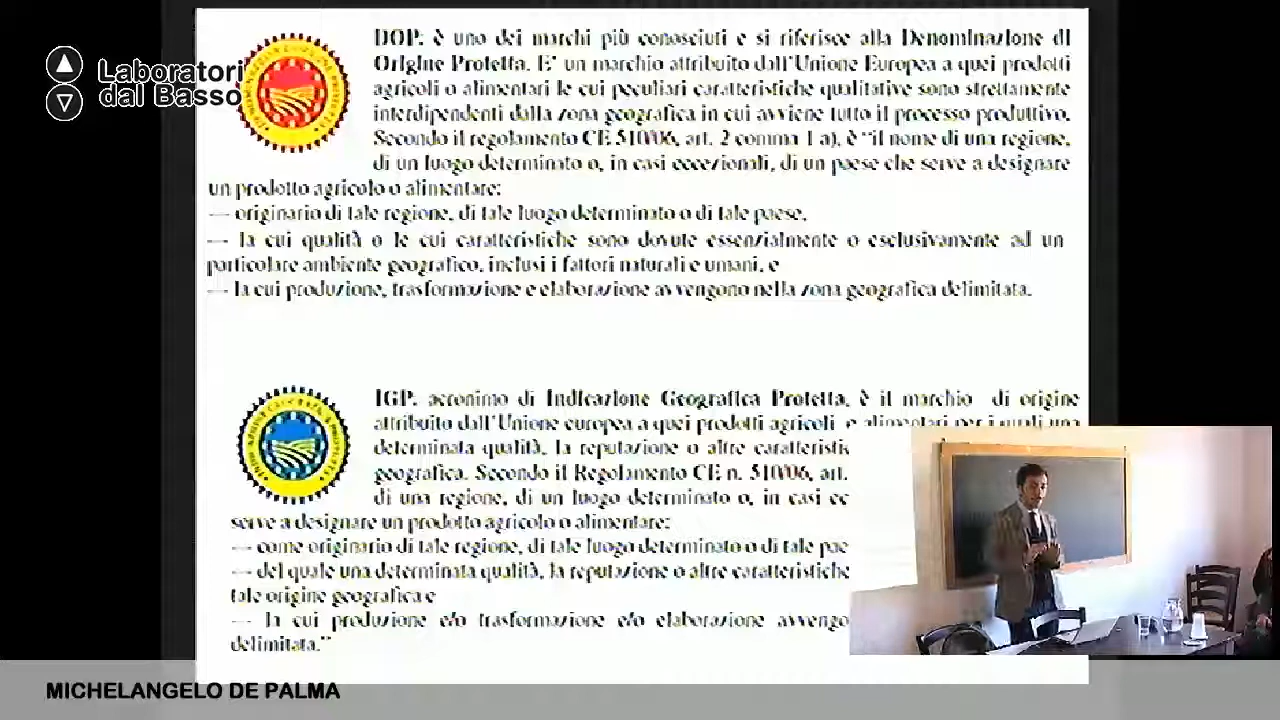 Laboratori
dal Basso
DOP: è uno dei marchi più conosciuti e si riferisce alla Denominazione di
Origine Protetta. E' un marchio attribuito dall'Unione Europea a quei prodotti
agricoli o alimentari le cui peculiari caratteristiche qualitative sono strettamente
interdipendenti dalla zona geografica in cui avviene tutto il processo produttivo.
Secondo il regolamento CE 510/06, art. 2 comma 1 a), è "il nome di una regione,
di un luogo determinato o, in casi eccezionali, di un paese che serve a designare
un prodotto agricolo o alimentare:
— originario di tale regione, di tale luogo determinato o di tale paese,
— la cui qualità o le cui caratteristiche sono dovute essenzialmente o esclusivamente ad un
particolare ambiente geografico, inclusi i fattori naturali e umani, e
— la cui produzione, trasformazione e elaborazione avvengono nella zona geografica delimitata.
IGP: acronimo di Indicazione Geografica Protetta, è il marchio di origine
attribuito dall'Unione europea a quei prodotti agricoli e alimentari per i quali una
determinata qualità, la reputazione o altre caratteristic
geografica. Secondo il Regolamento CE n. 510/06, art.
di una regione, di un luogo determinato o, in casi ec
serve a designare un prodotto agricolo o alimentare:
— come originario di tale regione, di tale luogo determinato o di tale pae
— del quale una determinata qualità, la reputazione o altre caratteristiche
tale origine geografica e
— la cui produzione e/o trasformazione e/o elaborazione avvengo
delimitata."
MICHELANGELO DE PALMA